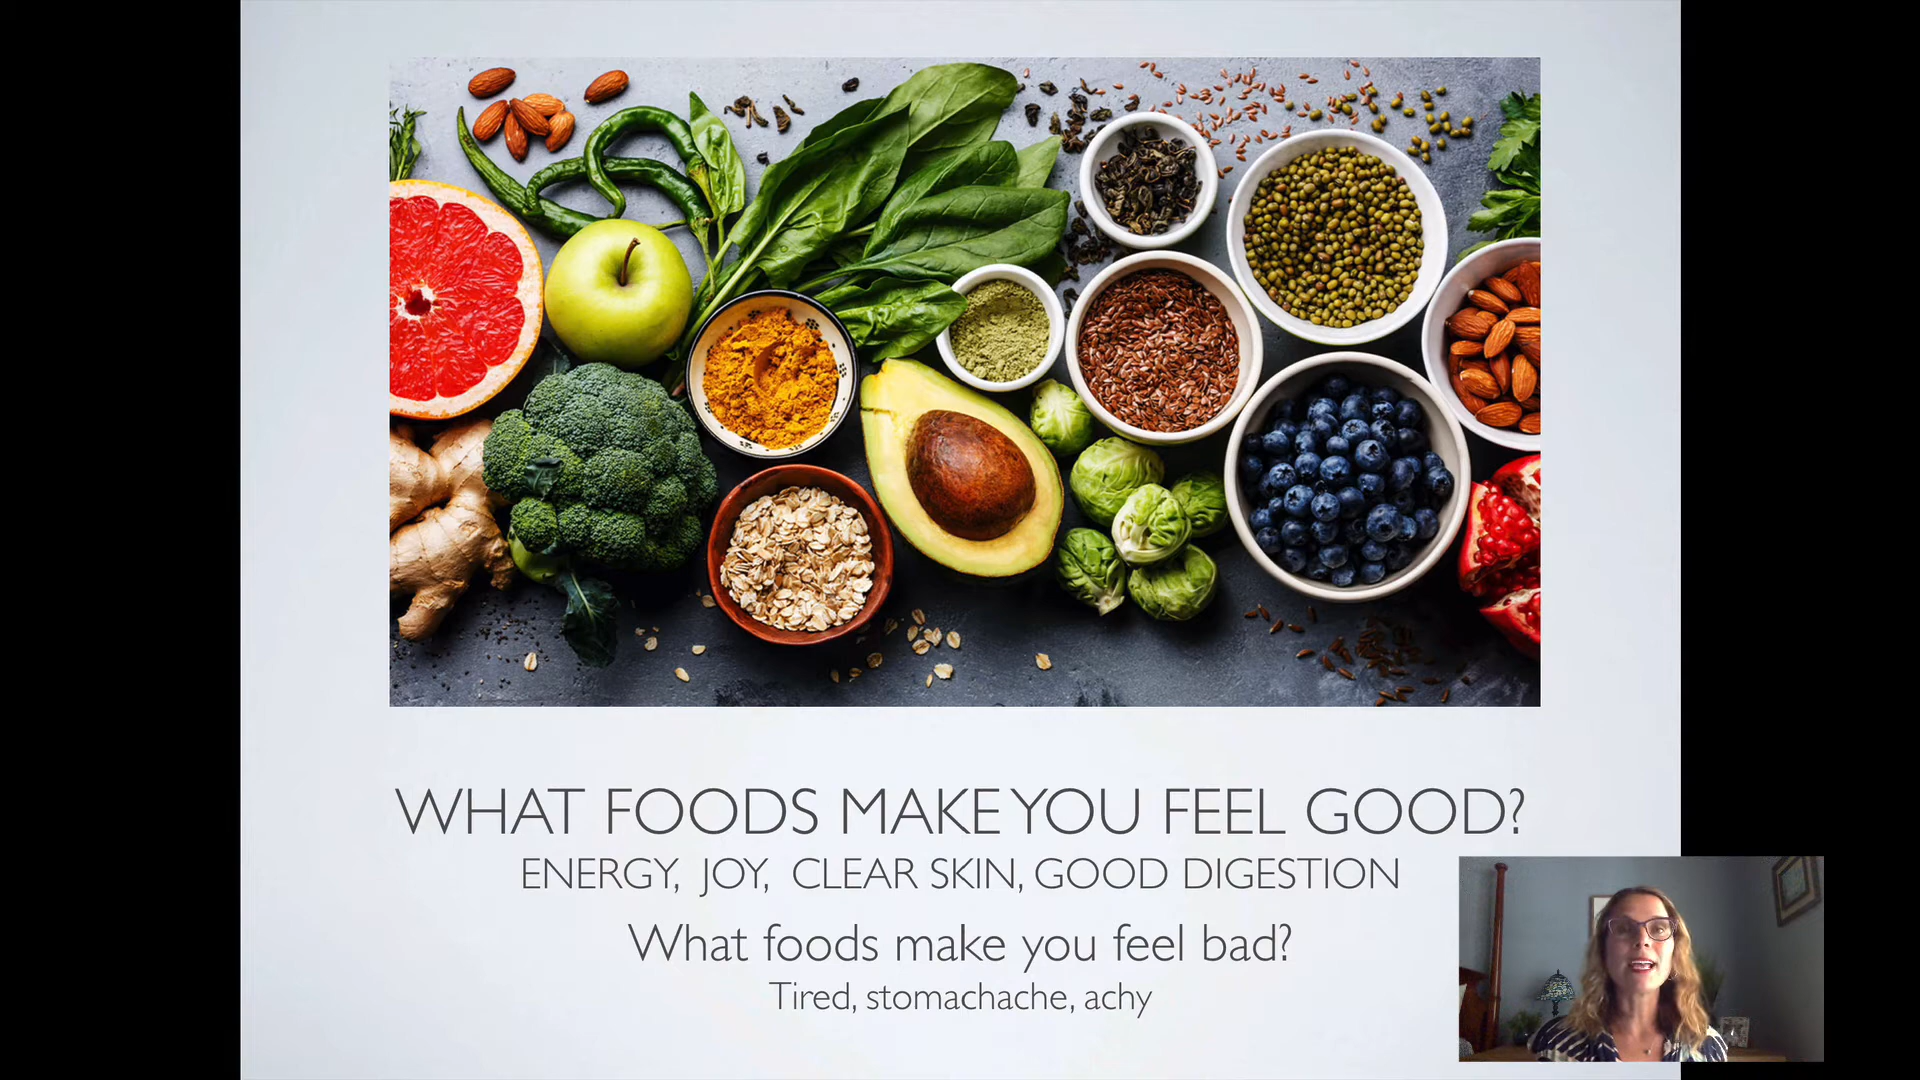 WHAT FOODS MAKE YOU FEEL GOOD?
ENERGY, JOY, CLEAR SKIN, GOOD DIGESTION
What foods make you feel bad?
Tired, stomachache, achy